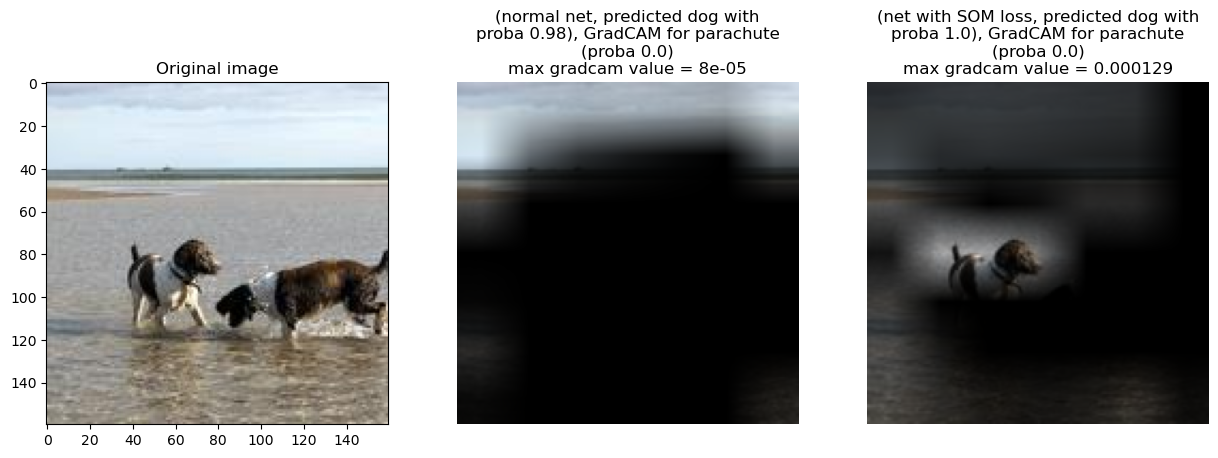 Original image
0
20
40
60
80
100
120
140
0 20 40 60 80 100 120 140
(normal net, predicted dog with
proba 0.98), GradCAM for parachute
(proba 0.0)
max gradcam value = 8e-05
(net with SOM loss, predicted dog with
proba 1.0), GradCAM for parachute
(proba 0.0)
max gradcam value = 0.000129